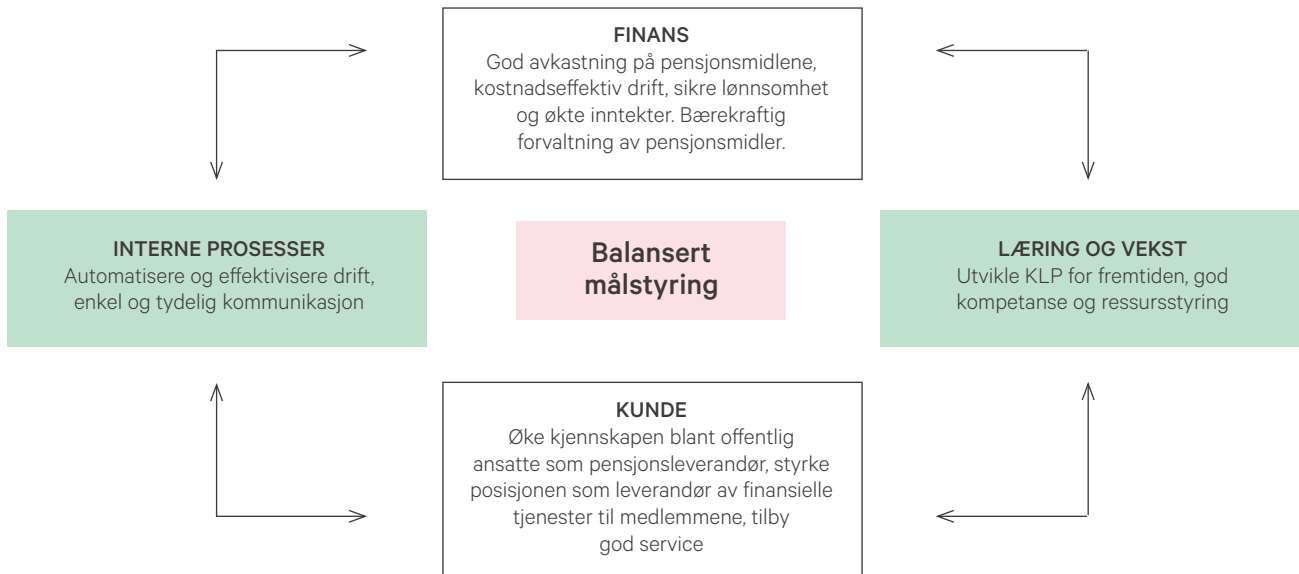 FINANS
God avkastning på pensjonsmidlene,
kostnadseffektiv drift, sikre lønnsomhet
og økte inntekter. Bærekraftig
forvaltning av pensjonsmidler.
INTERNE PROSESSER
Automatisere og effektivisere drift,
enkel og tydelig kommunikasjon
Balansert
målstyring
LÆRING OG VEKST
Utvikle KLP for fremtiden, god
kompetanse og ressursstyring
KUNDE
Øke kjennskapen blant offentlig
ansatte som pensjonsleverandør, styrke
posisjonen som leverandør av finansielle
tjenester til medlemmene, tilby
god service